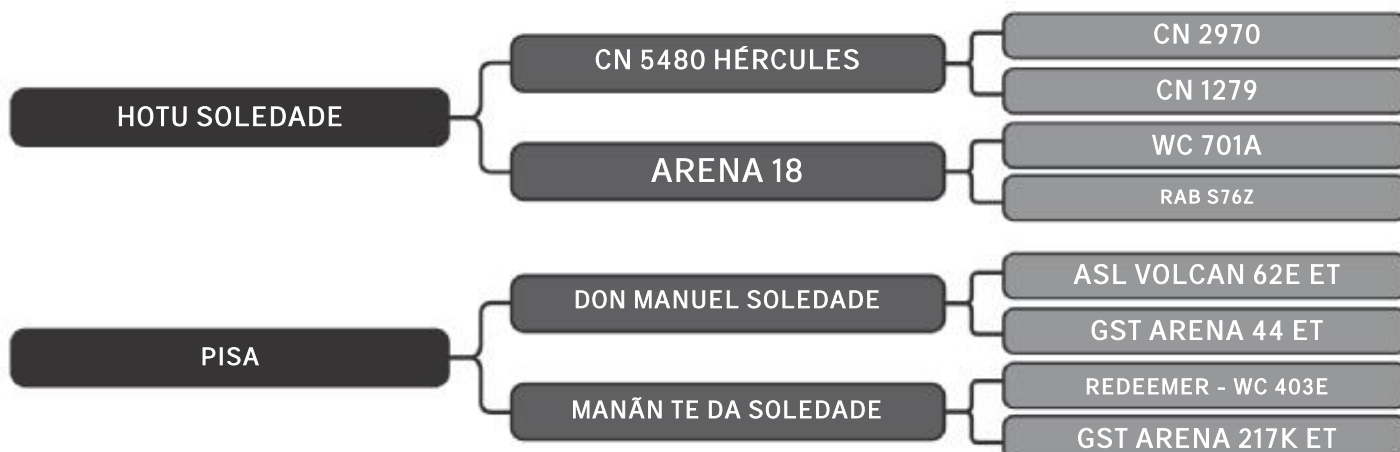 HOTU SOLEDADE
CN 5480 HÉRCULES
CN 2970
CN 1279
ARENA 18
WC 701A
RAB S76Z
PISA
DON MANUEL SOLEDADE
ASL VOLCAN 62E ET
GST ARENA 44 ET
MANÃN TE DA SOLEDADE
REDEEMER - WC 403E
GST ARENA 217K ET